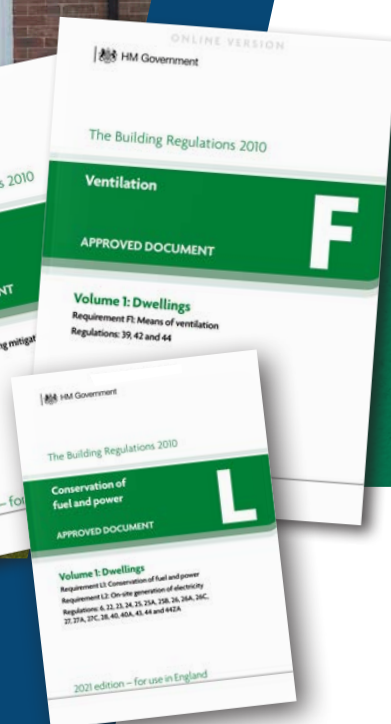 ONLINE VERSION
HM Government
The Building Regulations 2010
Ventilation
F
APPROVED DOCUMENT
Volume 1: Dwellings
Requirement F1: Means of ventilation
Regulations: 39, 42 and 44
s 2010
NT
ng mitigat
– for
HM Government
The Building Regulations 2010
Conservation of
fuel and power
L
APPROVED DOCUMENT
Volume 1: Dwellings
Requirement L1: Conservation of fuel and power
Requirement L2: On-site generation of electricity
Regulations: 6, 22, 23, 24, 25, 25A, 25B, 26, 26A, 26C,
27, 27A, 27C, 28, 40, 40A, 43, 44 and 44ZA
2021 edition – for use in England